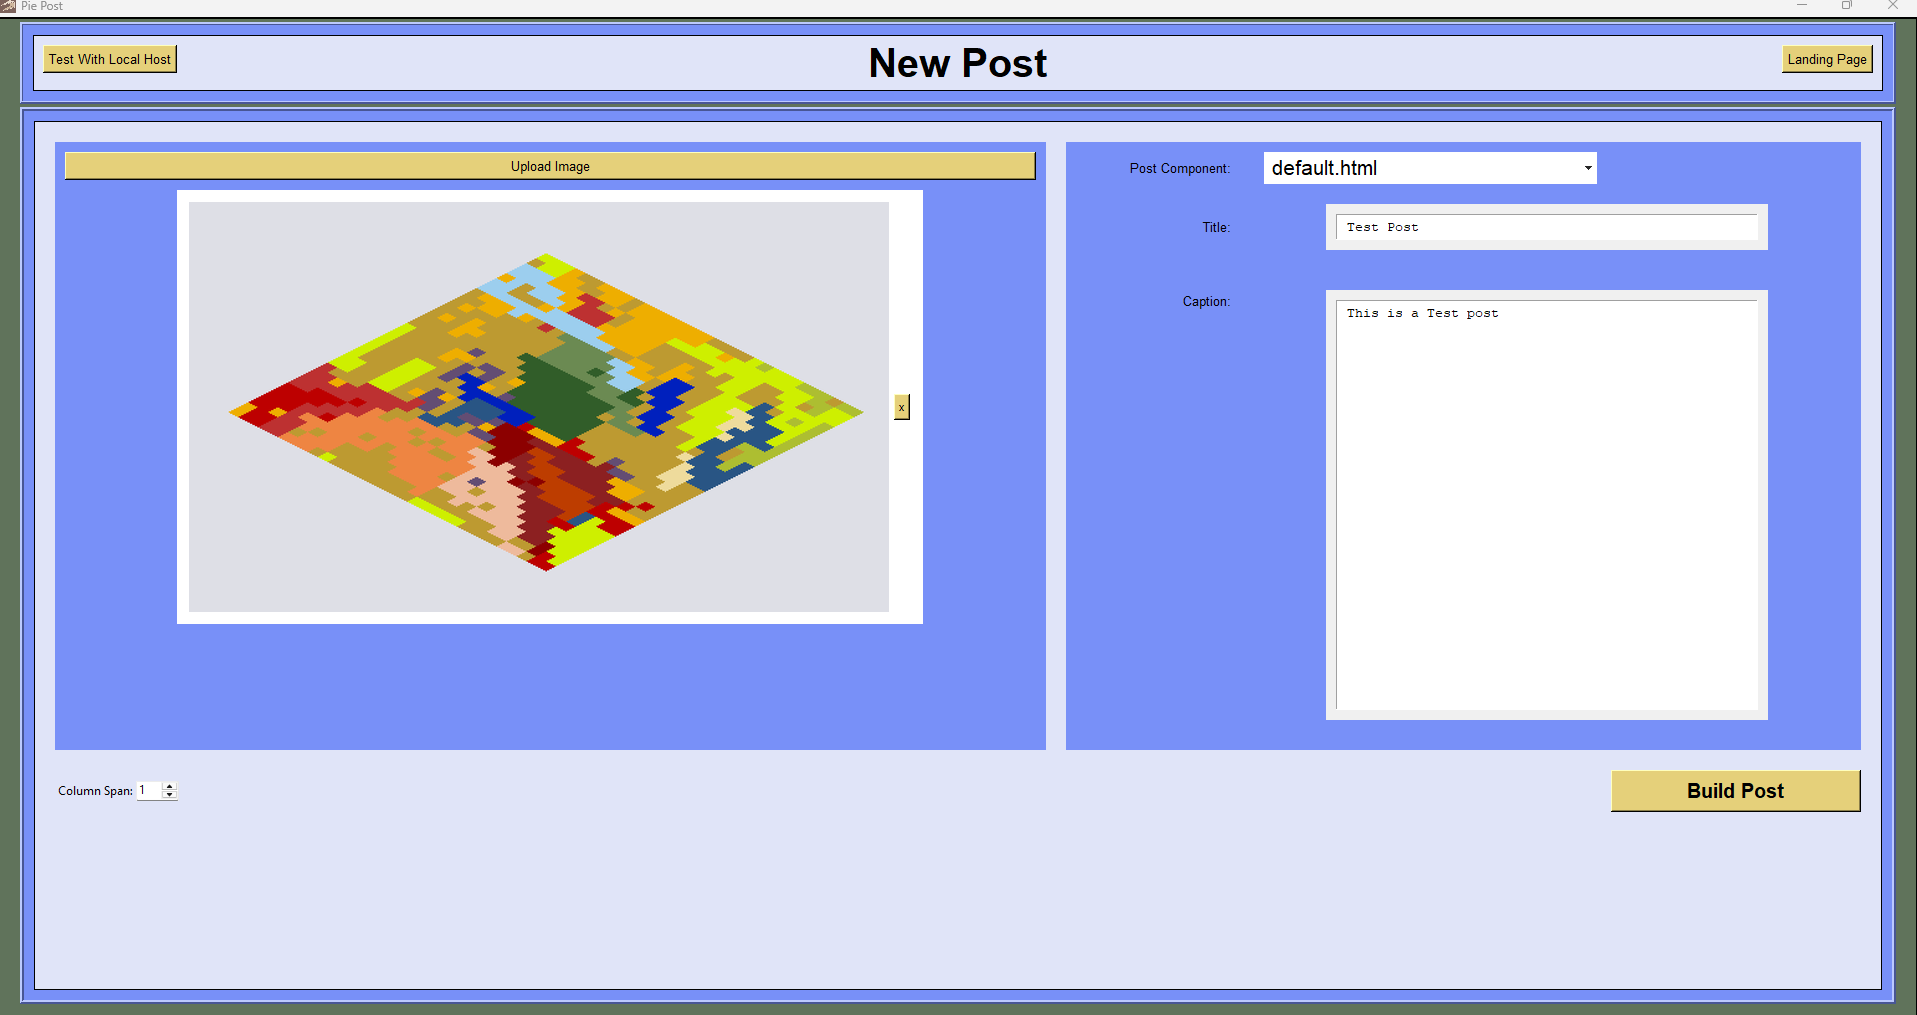 Pie Post
Test With Local Host
New Post
Landing Page
Upload Image
x
Post Component:
default.html
Title:
Test Post
Caption:
This is a Test post
Column Span: 1
Build Post